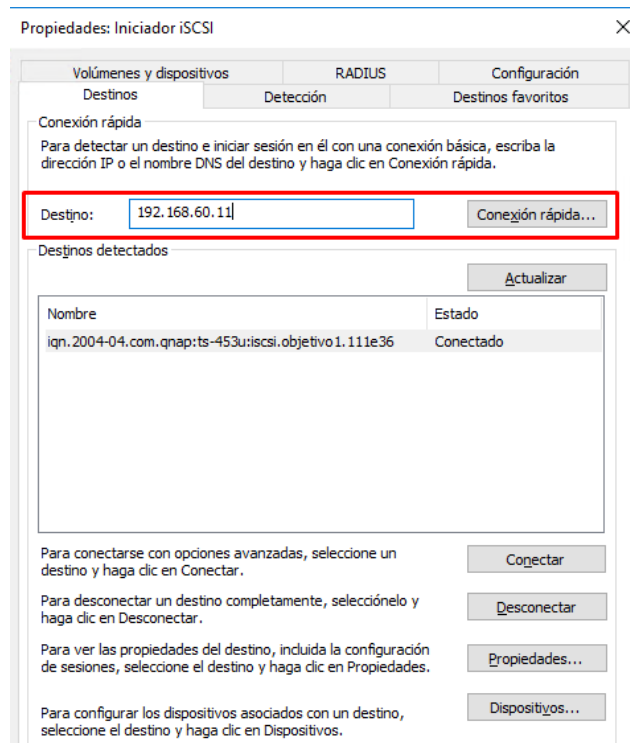 Propiedades: Iniciador iSCSI
Volúmenes y dispositivos
RADIUS
Configuración
Destinos
Detección
Destinos favoritos
Conexión rápida
Para detectar un destino e iniciar sesión en él con una conexión básica, escriba la
dirección IP o el nombre DNS del destino y haga clic en Conexión rápida.
Destino:
192.168.60.11
Conexión rápida...
Destinos detectados
Actualizar
Nombre
Estado
iqn.2004-04.com.qnap:ts-453u:iscsi.objetivo1.111e36
Conectado
Para conectarse con opciones avanzadas, seleccione un
destino y haga clic en Conectar.
Conectar
Para desconectar un destino completamente, selecciónelo y
haga clic en Desconectar.
Desconectar
Para ver las propiedades del destino, incluida la configuración
de sesiones, seleccione el destino y haga clic en Propiedades.
Propiedades...
Para configurar los dispositivos asociados con un destino,
seleccione el destino y haga clic en Dispositivos.
Dispositivos...